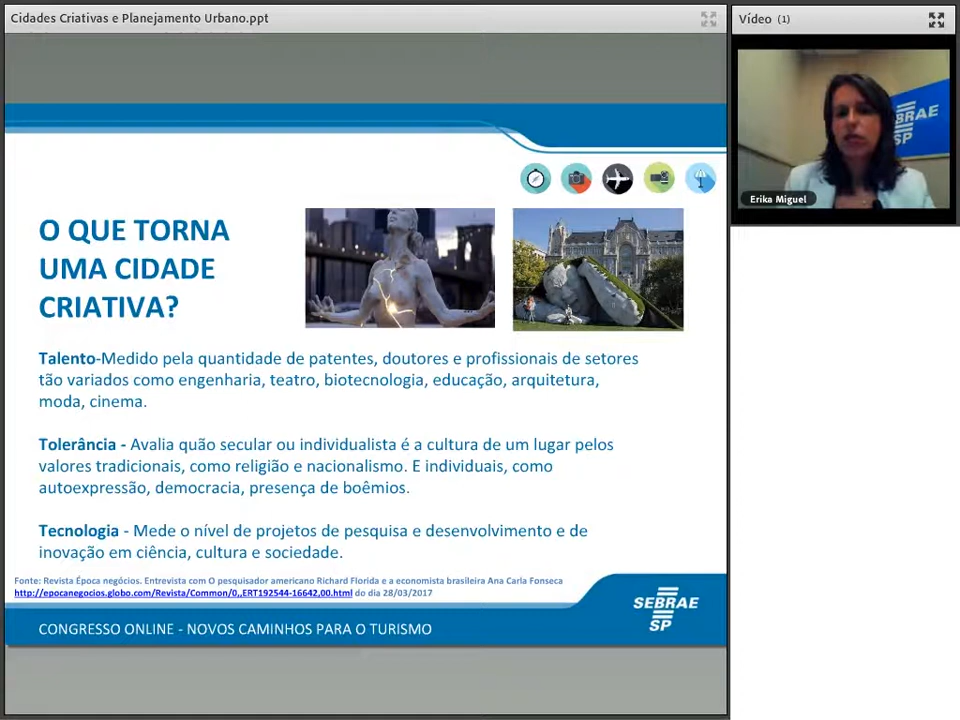 Cidades Criativas e Planejamento Urbano.ppt
Vídeo (1)
BRAE
SP
Erika Miguel
O QUE TORNA
UMA CIDADE
CRIATIVA?
Talento-Medido pela quantidade de patentes, doutores e profissionais de setores
tão variados como engenharia, teatro, biotecnologia, educação, arquitetura,
moda, cinema.
Tolerância - Avalia quão secular ou individualista é a cultura de um lugar pelos
valores tradicionais, como religião e nacionalismo. E individuais, como
autoexpressão, democracia, presença de boêmios.
Tecnologia - Mede o nível de projetos de pesquisa e desenvolvimento e de
inovação em ciência, cultura e sociedade.
Fonte: Revista Época negócios. Entrevista com O pesquisador americano Richard Florida e a economista brasileira Ana Carla Fonseca
http://epocanegocios.globo.com/Revista/Common/0,,ERT192544-16642,00.html do dia 28/03/2017
SEBRAE
SP
CONGRESSO ONLINE - NOVOS CAMINHOS PARA O TURISMO